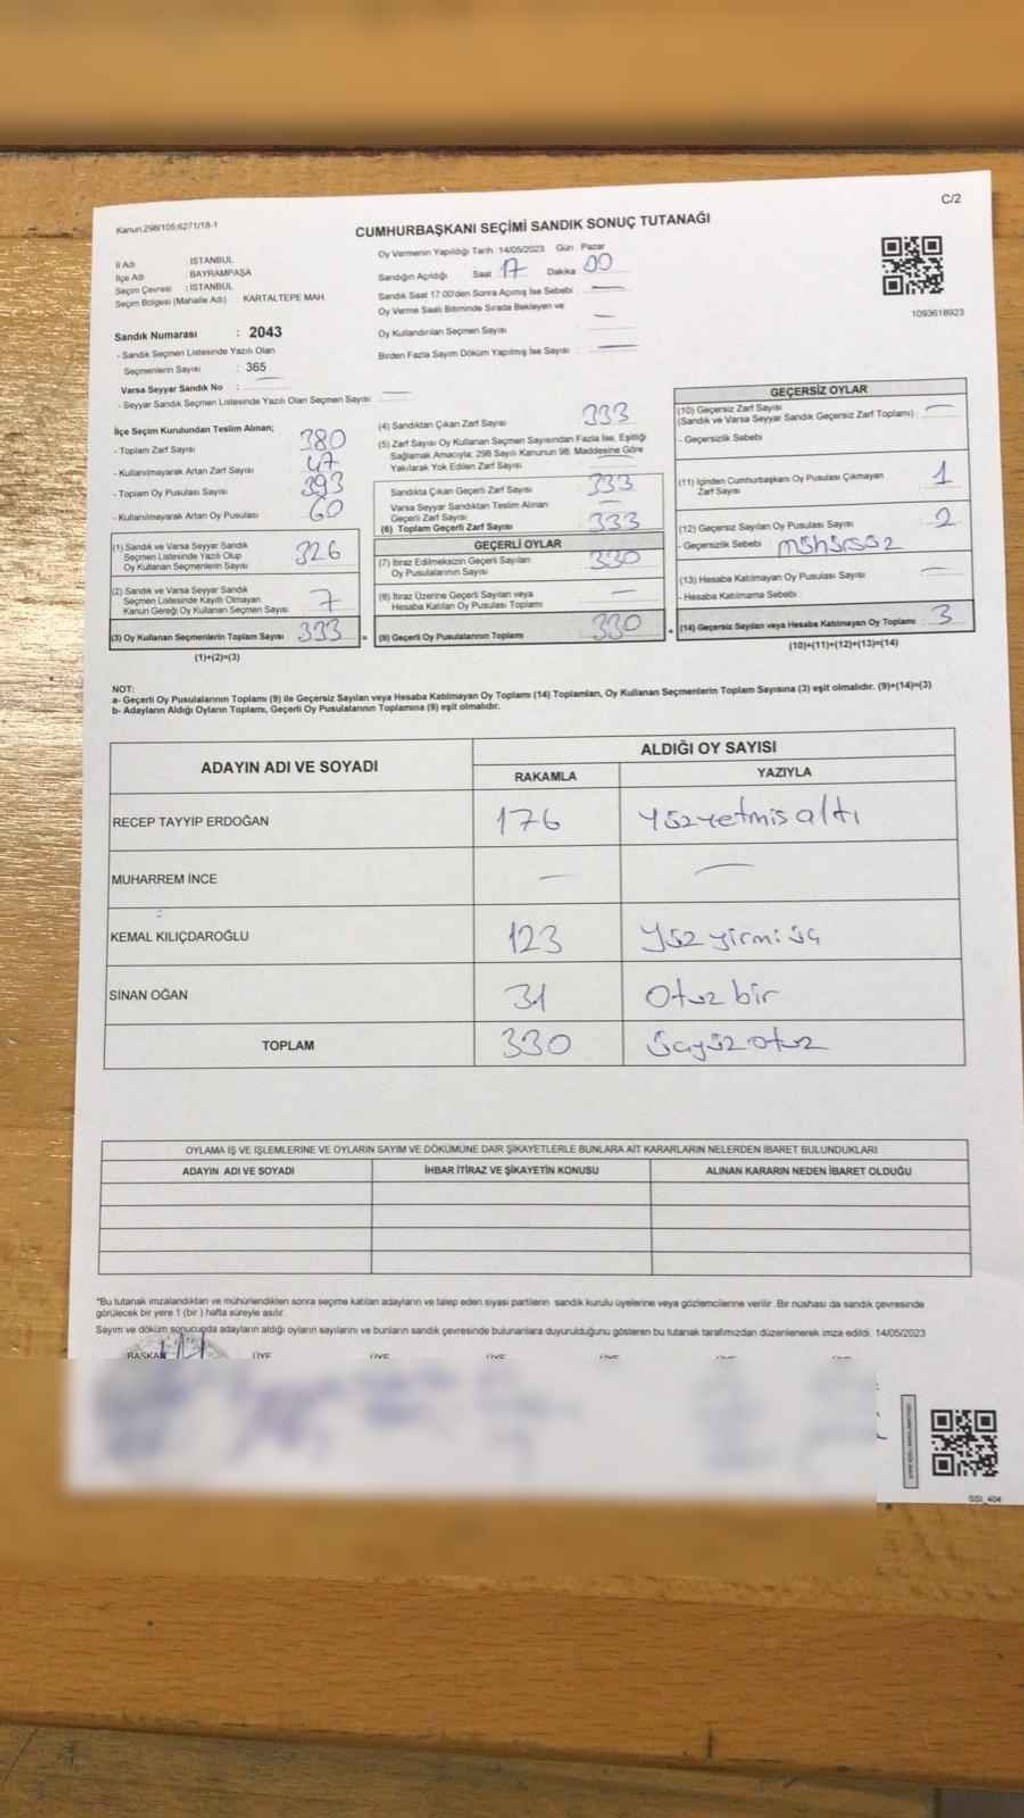 C/2
Kanun 298/105;6271/18-1
CUMHURBAŞKANI SEÇİMİ SANDIK SONUÇ TUTANAĞI
İl Adı İSTANBUL
İlçe Adı BAYRAMPAŞA
Seçim Çevresi : İSTANBUL
Seçim Bölgesi (Mahalle Adı) KARTALTEPE MAH.
Oy Vermenin Yapıldığı Tarih :14/05/2023 Gün : Pazar
Sandığın Açıldığı Saat 17 Dakika 00
Sandık Saat 17.00'den Sonra Açılmış İse Sebebi —
Oy Verme Saati Bitiminde Sırada Bekleyen ve —
Oy Kullandırılan Seçmen Sayısı
Birden Fazla Sayım Döküm Yapılmış İse Sayısı —
1093618923
Sandık Numarası : 2043
- Sandık Seçmen Listesinde Yazılı Olan
Seçmenlerin Sayısı : 365
Varsa Seyyar Sandık No : —
- Seyyar Sandık Seçmen Listesinde Yazılı Olan Seçmen Sayısı —
İlçe Seçim Kurulundan Teslim Alınan;
- Toplam Zarf Sayısı 380
- Kullanılmayarak Artan Zarf Sayısı 47
- Toplam Oy Pusulası Sayısı 393
- Kullanılmayarak Artan Oy Pusulası 60
(1) Sandık ve Varsa Seyyar Sandık
Seçmen Listesinde Yazılı Olup
Oy Kullanan Seçmenlerin Sayısı 326
(2) Sandık ve Varsa Seyyar Sandık
Seçmen Listesinde Kayıtlı Olmayan
Kanun Gereği Oy Kullanan Seçmen Sayısı 7
(3) Oy Kullanan Seçmenlerin Toplam Sayısı 333
(1)+(2)=(3)
(4) Sandıktan Çıkan Zarf Sayısı 333
(5) Zarf Sayısı Oy Kullanan Seçmen Sayısından Fazla İse, Eşitliği
Sağlamak Amacıyla; 298 Sayılı Kanunun 98. Maddesine Göre
Yakılarak Yok Edilen Zarf Sayısı —
Sandıkta Çıkan Geçerli Zarf Sayısı 333
Varsa Seyyar Sandıktan Teslim Alınan
Geçerli Zarf Sayısı —
(6) Toplam Geçerli Zarf Sayısı 333
GEÇERLİ OYLAR
(7) İtiraz Edilmeksizin Geçerli Sayılan
Oy Pusulalarının Sayısı 330
(8) İtiraz Üzerine Geçerli Sayılan veya
Hesaba Katılan Oy Pusulası Toplamı —
= (9) Geçerli Oy Pusulalarının Toplamı 330
GEÇERSİZ OYLAR
(10) Geçersiz Zarf Sayısı —
(Sandık ve Varsa Seyyar Sandık Geçersiz Zarf Toplamı)
- Geçersizlik Sebebi
(11) İçinden Cumhurbaşkanı Oy Pusulası Çıkmayan
Zarf Sayısı 1
(12) Geçersiz Sayılan Oy Pusulası Sayısı 2
- Geçersizlik Sebebi mühürsüz
(13) Hesaba Katılmayan Oy Pusulası Sayısı —
- Hesaba Katılmama Sebebi
+ (14) Geçersiz Sayılan veya Hesaba Katılmayan Oy Toplamı 3
(10)+(11)+(12)+(13)=(14)
NOT:
a- Geçerli Oy Pusulalarının Toplamı (9) ile Geçersiz Sayılan veya Hesaba Katılmayan Oy Toplamı (14) Toplamları, Oy Kullanan Seçmenlerin Toplam Sayısına (3) eşit olmalıdır. (9)+(14)=(3)
b- Adayların Aldığı Oyların Toplamı, Geçerli Oy Pusulalarının Toplamına (9) eşit olmalıdır.
ADAYIN ADI VE SOYADI ALDIĞI OY SAYISI
RAKAMLA YAZIYLA
RECEP TAYYİP ERDOĞAN 176 Yüzyetmiş altı
MUHARREM İNCE — —
KEMAL KILIÇDAROĞLU 123 Yüz yirmi üç
SİNAN OĞAN 31 Otuz bir
TOPLAM 330 üçyüz otuz
OYLAMA İŞ VE İŞLEMLERİNE VE OYLARIN SAYIM VE DÖKÜMÜNE DAİR ŞİKAYETLERLE BUNLARA AİT KARARLARIN NELERDEN İBARET BULUNDUKLARI
ADAYIN ADI VE SOYADI İHBAR İTİRAZ VE ŞİKAYETİN KONUSU ALINAN KARARIN NEDEN İBARET OLDUĞU
"Bu tutanak imzalandıktan ve mühürlendikten sonra seçime katılan adayların ve talep eden siyasi partilerin sandık kurulu üyelerine veya gözlemcilerine verilir. Bir nüshası da sandık çevresinde
görülecek bir yere 1 (bir) hafta süreyle asılır.
Sayım ve döküm sonucunda adayların aldığı oyların sayılarını ve bunların sandık çevresinde bulunanlara duyurulduğunu gösteren bu tutanak tarafımızdan düzenlenerek imza edildi. 14/05/2023
BAŞKAN ÜYE ÜYE ÜYE ÜYE ÜYE ÜYE